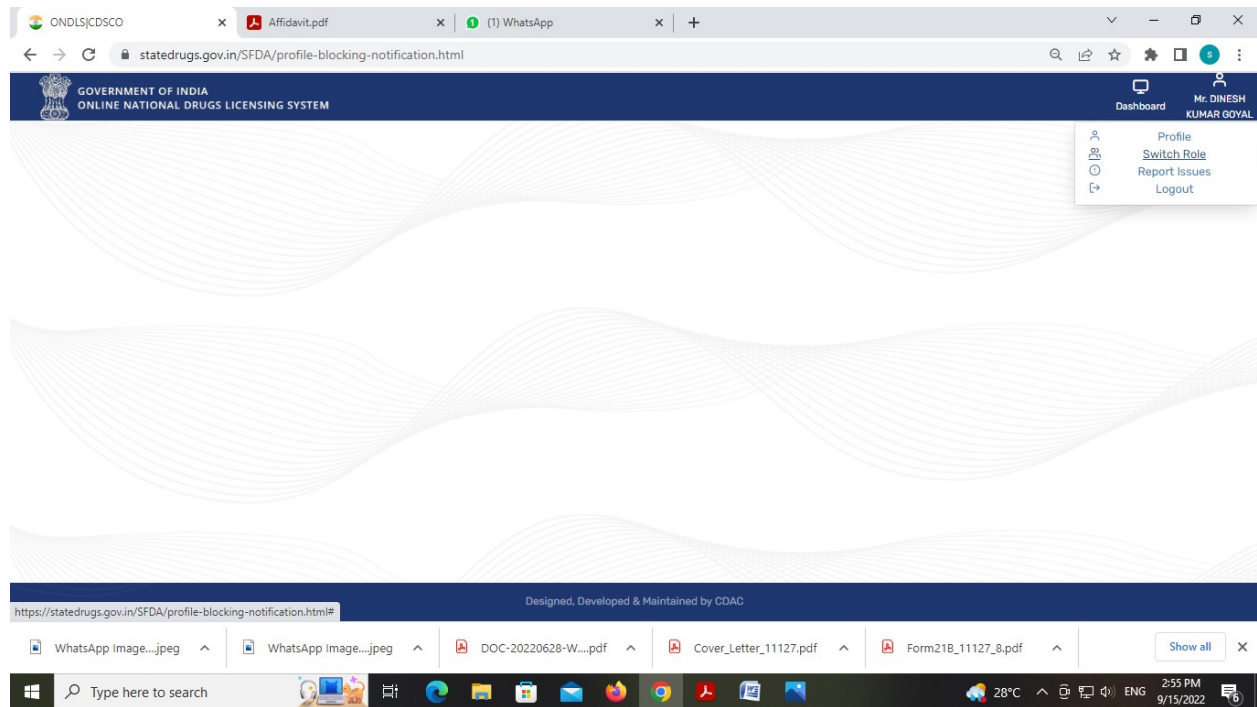 ONDLS|CDSCO
Affidavit.pdf
(1) WhatsApp
statedrugs.gov.in/SFDA/profile-blocking-notification.html
S
GOVERNMENT OF INDIA
ONLINE NATIONAL DRUGS LICENSING SYSTEM
Dashboard
Mr. DINESH
KUMAR GOYAL
Profile
Switch Role
Report Issues
Logout
Designed, Developed & Maintained by CDAC
https://statedrugs.gov.in/SFDA/profile-blocking-notification.html#
WhatsApp Image....jpeg
WhatsApp Image....jpeg
DOC-20220628-W....pdf
Cover_Letter_11127.pdf
Form21B_11127_8.pdf
Show all
Type here to search
28°C
ENG
2:55 PM
9/15/2022
6